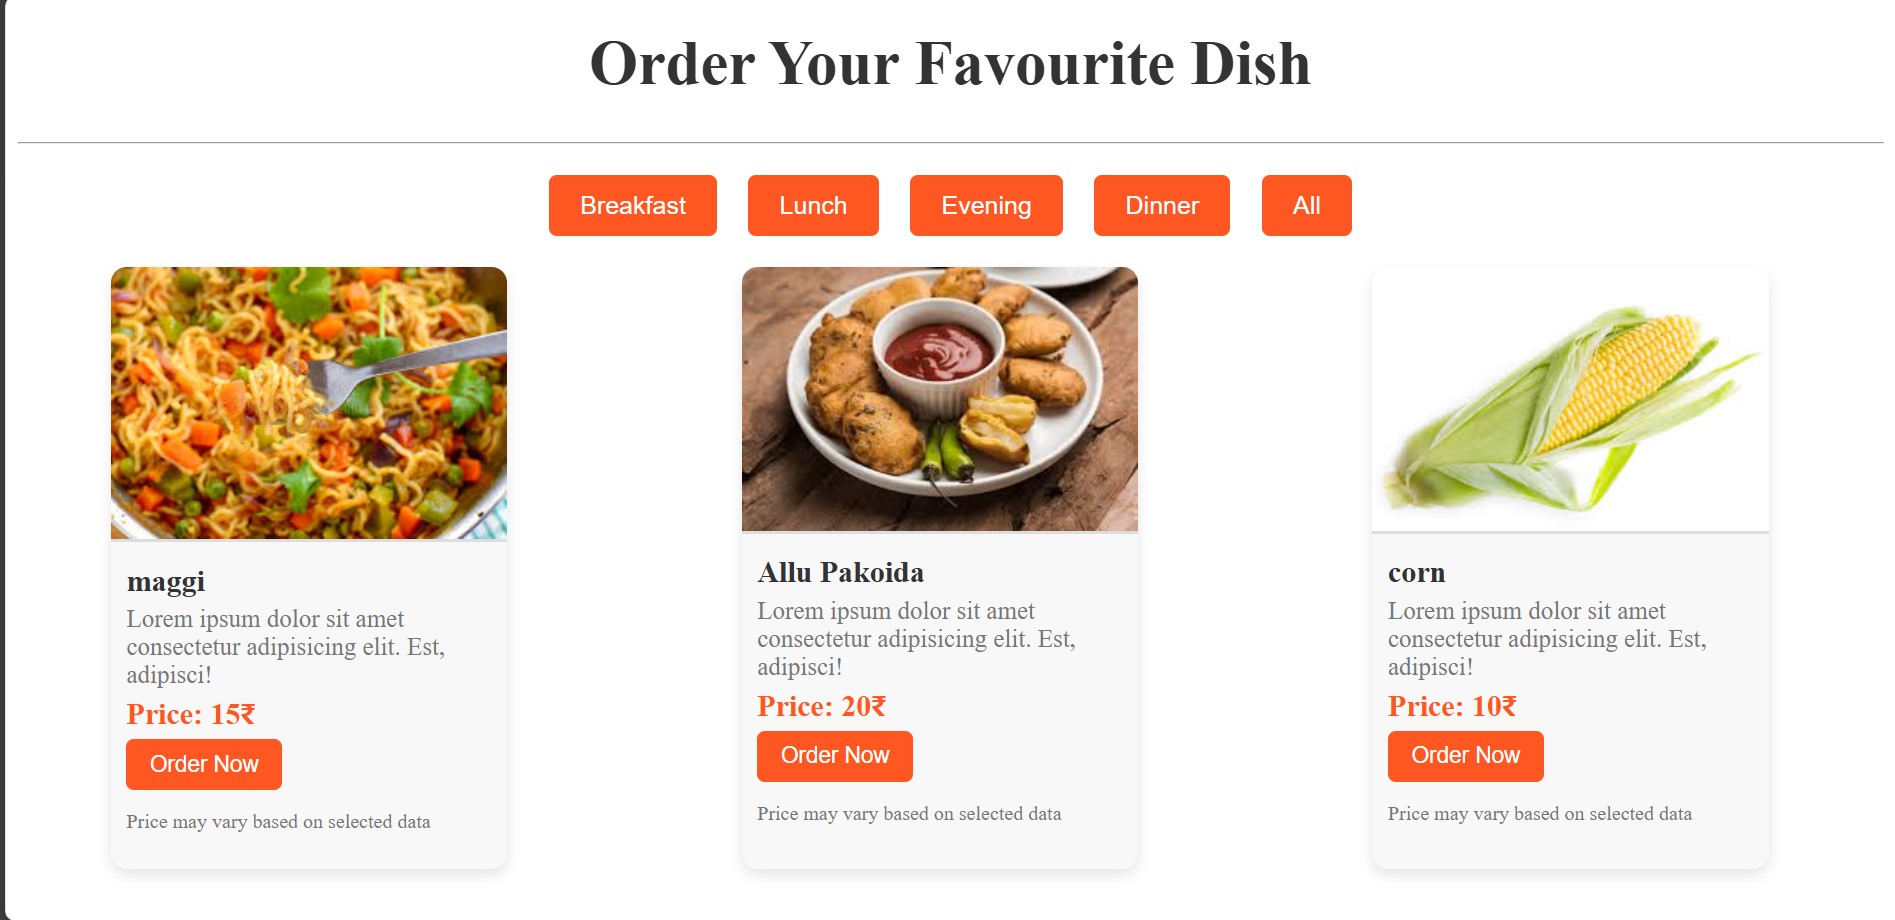 Order Your Favourite Dish
Breakfast Lunch Evening Dinner All
maggi
Lorem ipsum dolor sit amet
consectetur adipisicing elit. Est,
adipisci!
Price: 15₹
Order Now
Price may vary based on selected data
Allu Pakoida
Lorem ipsum dolor sit amet
consectetur adipisicing elit. Est,
adipisci!
Price: 20₹
Order Now
Price may vary based on selected data
corn
Lorem ipsum dolor sit amet
consectetur adipisicing elit. Est,
adipisci!
Price: 10₹
Order Now
Price may vary based on selected data